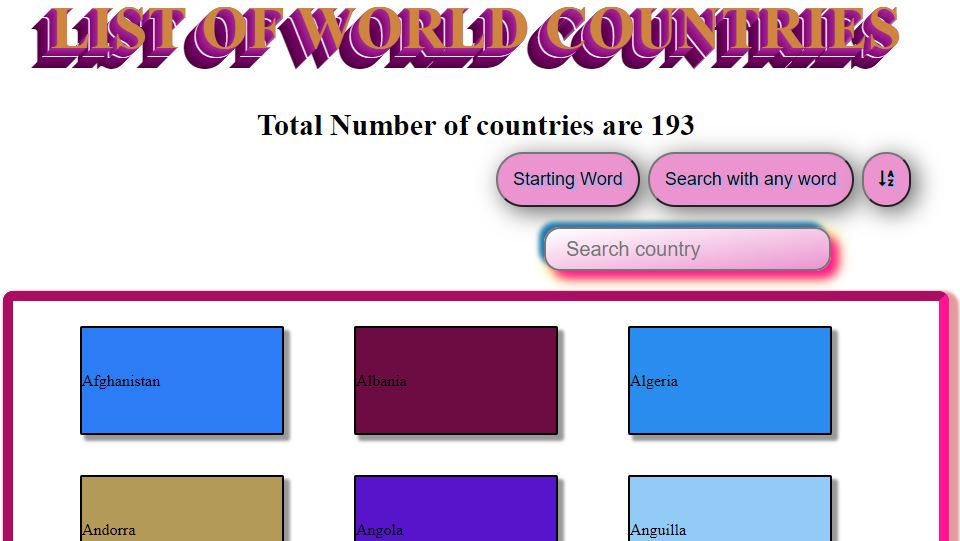 LIST OF WORLD COUNTRIES
Total Number of countries are 193
Starting Word Search with any word
Search country
Afghanistan Albania Algeria
Andorra Angola Anguilla